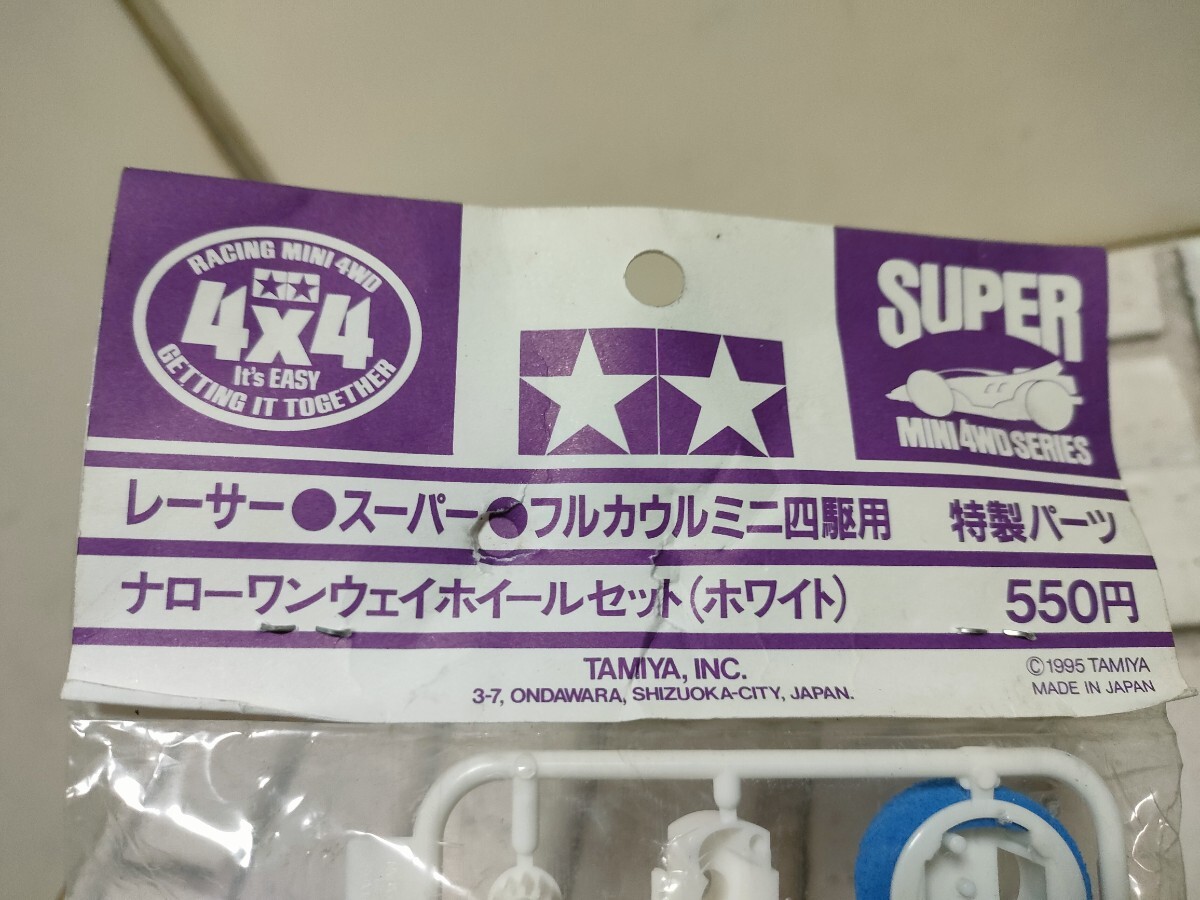 RACING MINI 4WD
4x4
It's EASY
GETTING IT TOGETHER
SUPER
MINI 4WD SERIES
レーサー●スーパー●フルカウルミニ四駆用 特製パーツ
ナローワンウェイホイールセット(ホワイト) 550円
TAMIYA, INC.
3-7, ONDAWARA, SHIZUOKA-CITY, JAPAN.
©1995 TAMIYA
MADE IN JAPAN